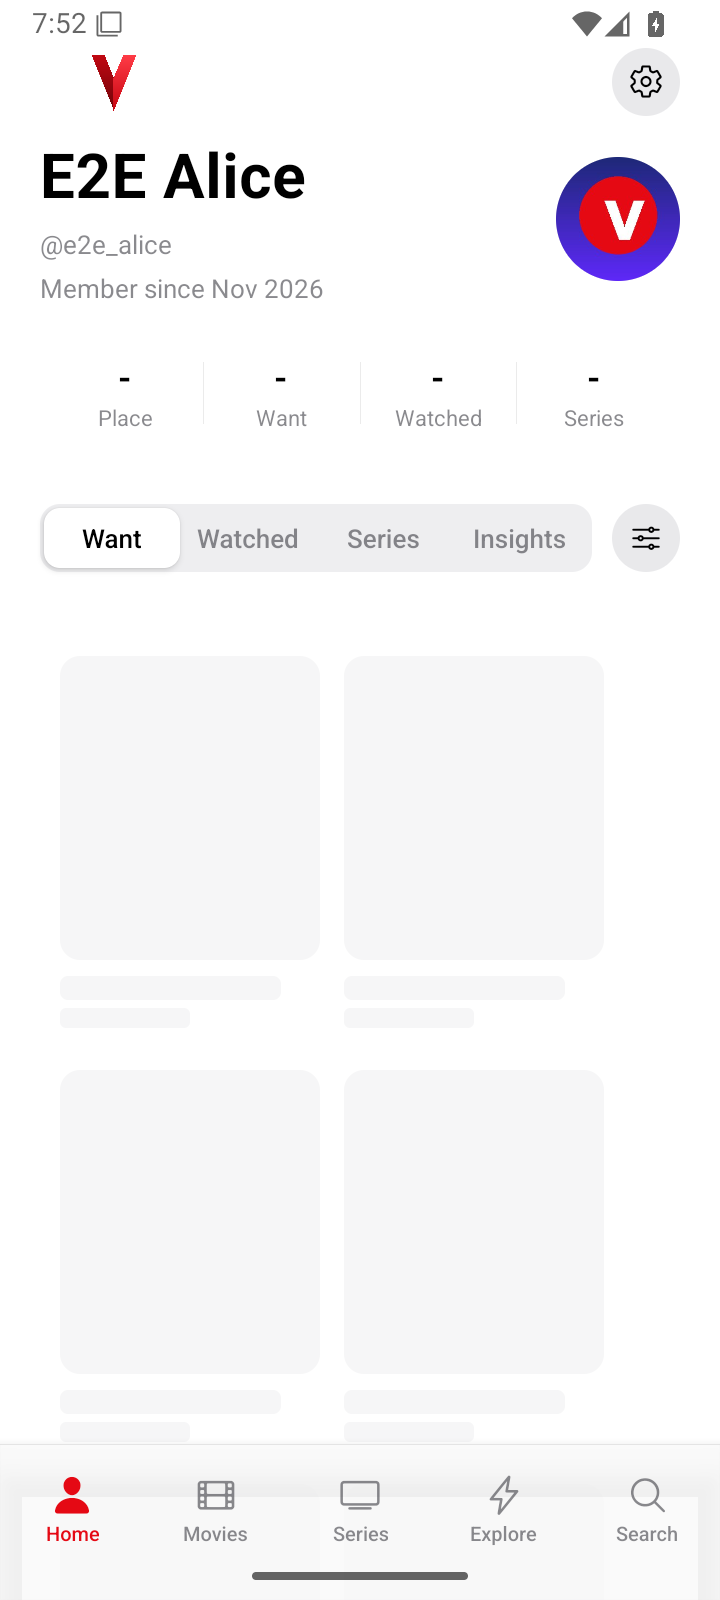 7:52
V
E2E Alice
@e2e_alice
Member since Nov 2026
V
- - - -
Place Want Watched Series
Want Watched Series Insights
Home Movies Series Explore Search